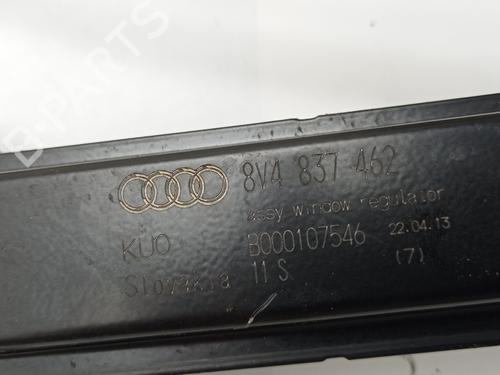 8V4 837 462
assy window regulator
KUO B000107546 22.04.13
Slovakia 11 S (7)
B-PARTS